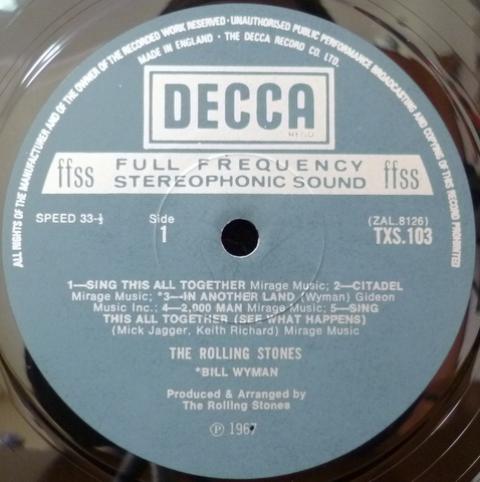 ALL RIGHTS OF THE MANUFACTURER AND OF THE OWNER OF THE RECORDED WORK RESERVED · UNAUTHORISED PUBLIC PERFORMANCE BROADCASTING AND COPYING OF THIS RECORD PROHIBITED
MADE IN ENGLAND · THE DECCA RECORD CO. LTD.
DECCA
ffss FULL FREQUENCY ffss
STEREOPHONIC SOUND
SPEED 33-⅓ Side (ZAL.8126)
1 TXS.103
1—SING THIS ALL TOGETHER Mirage Music; 2—CITADEL
Mirage Music; *3—IN ANOTHER LAND (Wyman) Gideon
Music Inc.; 4—2,000 MAN Mirage Music; 5—SING
THIS ALL TOGETHER (SEE WHAT HAPPENS)
(Mick Jagger, Keith Richard) Mirage Music
THE ROLLING STONES
*BILL WYMAN
Produced & Arranged by
The Rolling Stones
℗ 1967